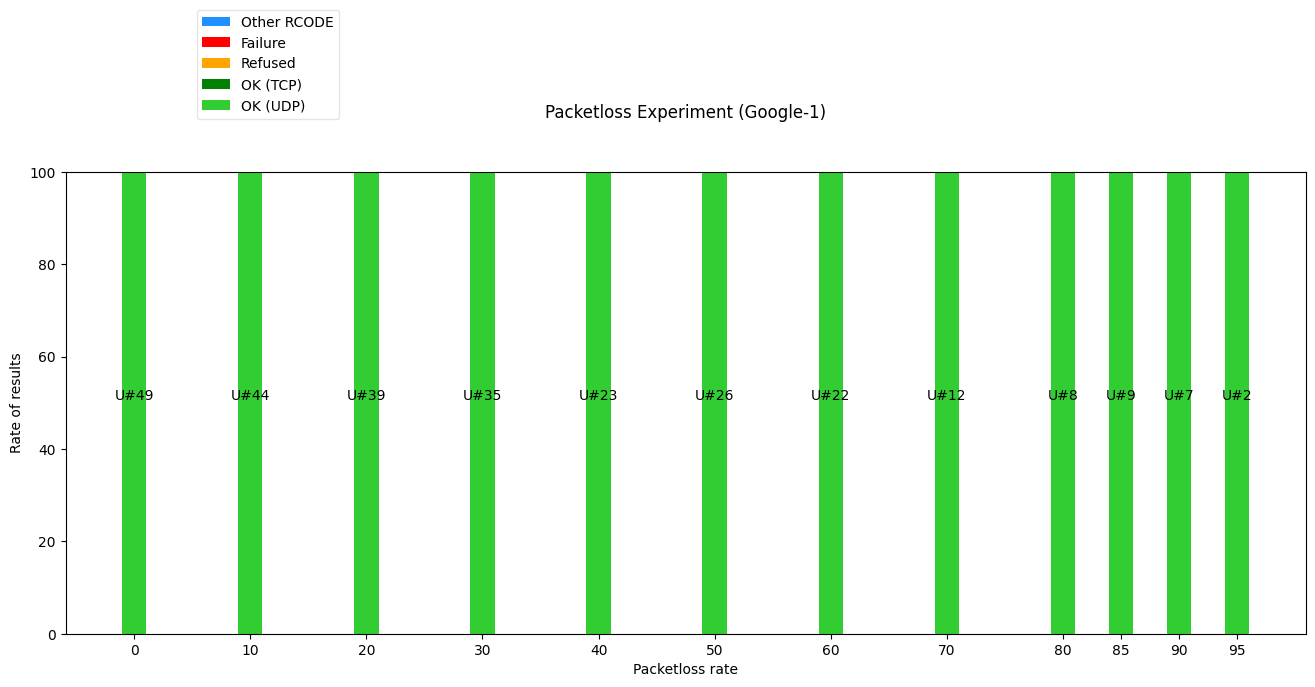 Other RCODE
Failure
Refused
OK (TCP)
OK (UDP)
Packetloss Experiment (Google-1)
100
80
60
40
20
0
Rate of results
U#49
U#44
U#39
U#35
U#23
U#26
U#22
U#12
U#8
U#9
U#7
U#2
0
10
20
30
40
50
60
70
80
85
90
95
Packetloss rate